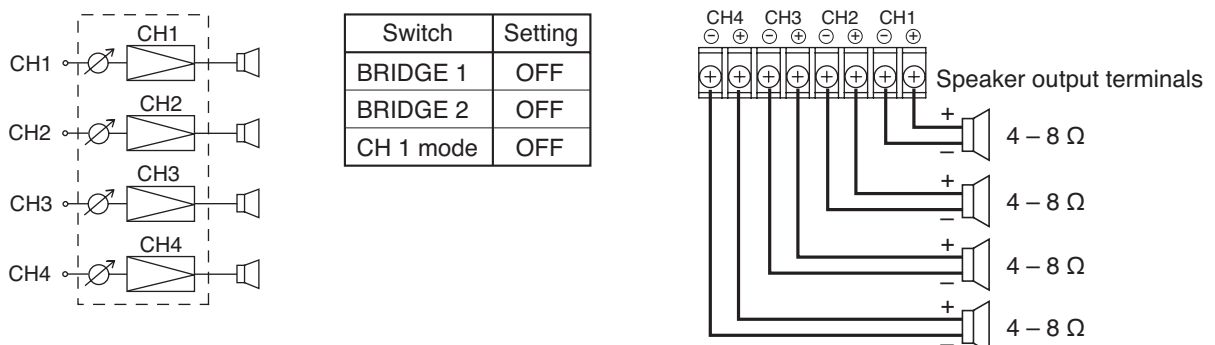 CH1
CH1
CH2
CH2
CH3
CH3
CH4
CH4
Switch Setting
BRIDGE 1 OFF
BRIDGE 2 OFF
CH 1 mode OFF
CH4 CH3 CH2 CH1
⊖ ⊕ ⊖ ⊕ ⊖ ⊕ ⊖ ⊕
Speaker output terminals
+
4 – 8 Ω
–
+
4 – 8 Ω
–
+
4 – 8 Ω
–
+
4 – 8 Ω
–